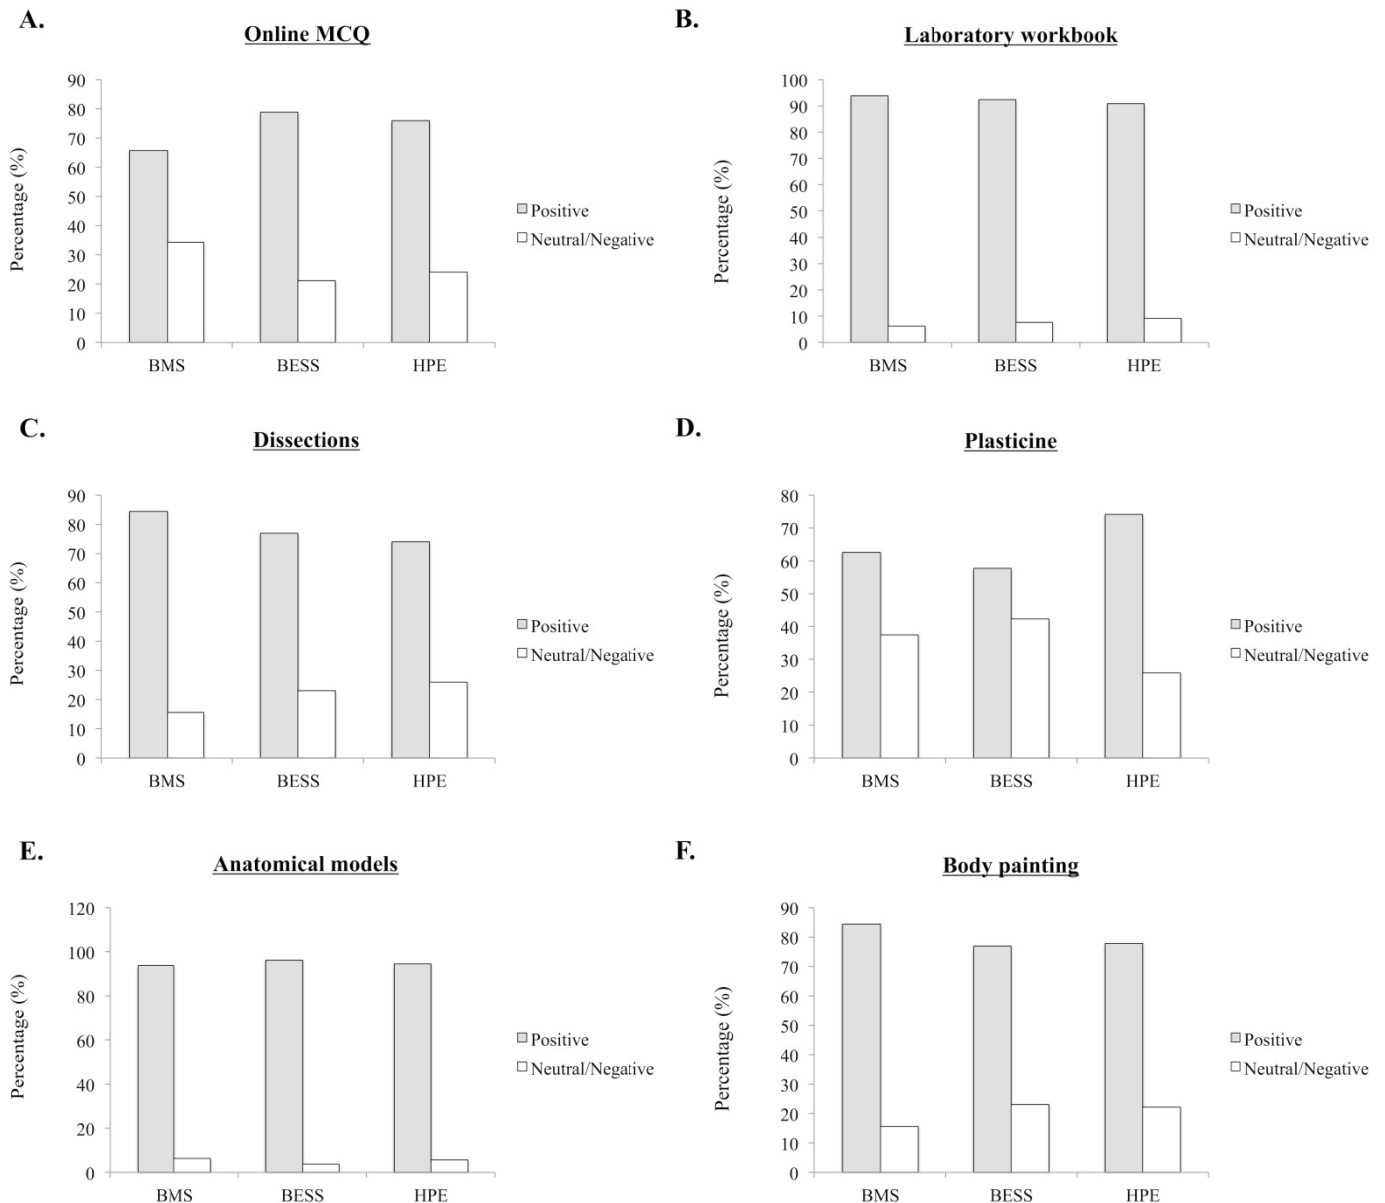 A.
Online MCQ
Percentage (%)
90
80
70
60
50
40
30
20
10
0
BMS BESS HPE
Positive
Neutral/Negative
B.
Laboratory workbook
Percentage (%)
100
90
80
70
60
50
40
30
20
10
0
BMS BESS HPE
Positive
Neutral/Negative
C.
Dissections
Percentage (%)
90
80
70
60
50
40
30
20
10
0
BMS BESS HPE
Positive
Neutral/Negative
D.
Plasticine
Percentage (%)
80
70
60
50
40
30
20
10
0
BMS BESS HPE
Positive
Neutral/Negative
E.
Anatomical models
Percentage (%)
120
100
80
60
40
20
0
BMS BESS HPE
Positive
Neutral/Negative
F.
Body painting
Percentage (%)
90
80
70
60
50
40
30
20
10
0
BMS BESS HPE
Positive
Neutral/Negative